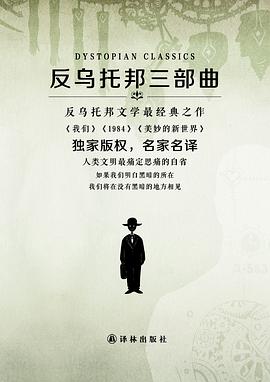 DYSTOPIAN CLASSICS
反乌托邦三部曲
反乌托邦文学最经典之作
《我们》《1984》《美妙的新世界》
独家版权，名家名译
人类文明最痛定思痛的自省
如果我们明白黑暗的所在
我们将在没有黑暗的地方相见
译林出版社